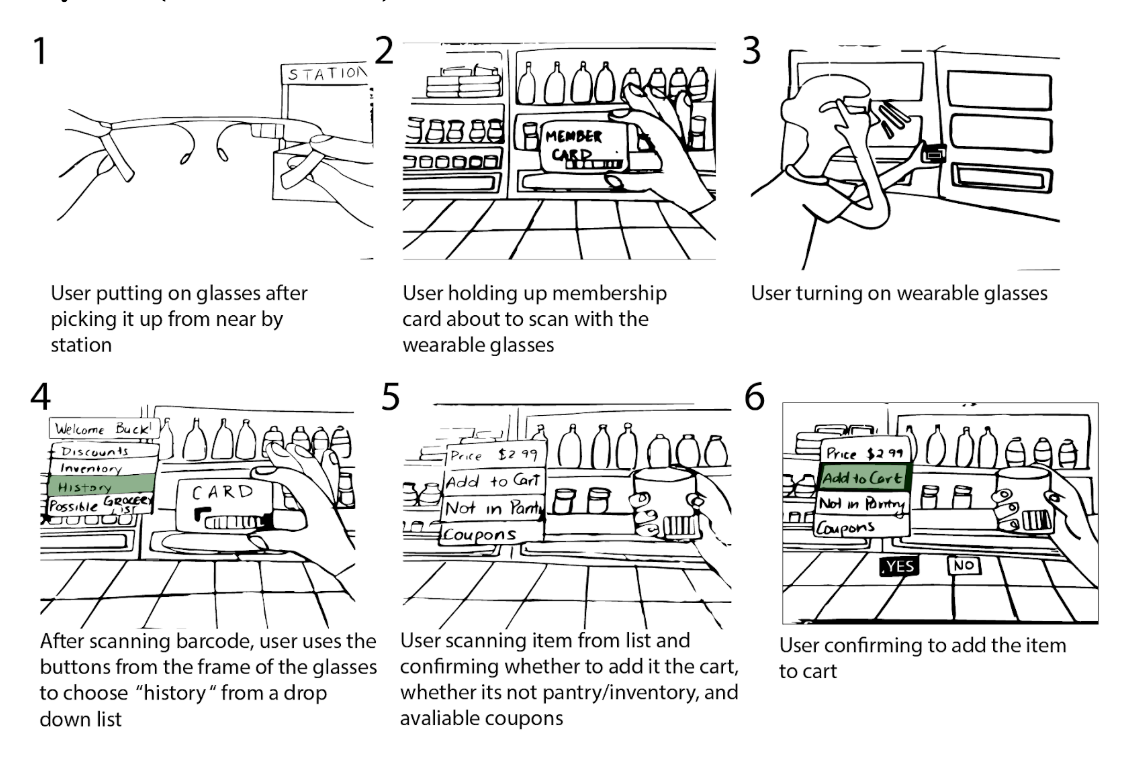 1
STATION
User putting on glasses after
picking it up from near by
station
2
MEMBER
CARD
User holding up membership
card about to scan with the
wearable glasses
3
User turning on wearable glasses
4
Welcome Buck!
Discounts
Inventory
History
Possible GROCERY
LIST
CARD
After scanning barcode, user uses the
buttons from the frame of the glasses
to choose "history" from a drop
down list
5
Price $2 99
Add to Cart
Not in Pantry
Coupons
User scanning item from list and
confirming whether to add it the cart,
whether its not pantry/inventory, and
avaliable coupons
6
Price $2 99
Add to Cart
Not in Pantry
Coupons
YES NO
User confirming to add the item
to cart